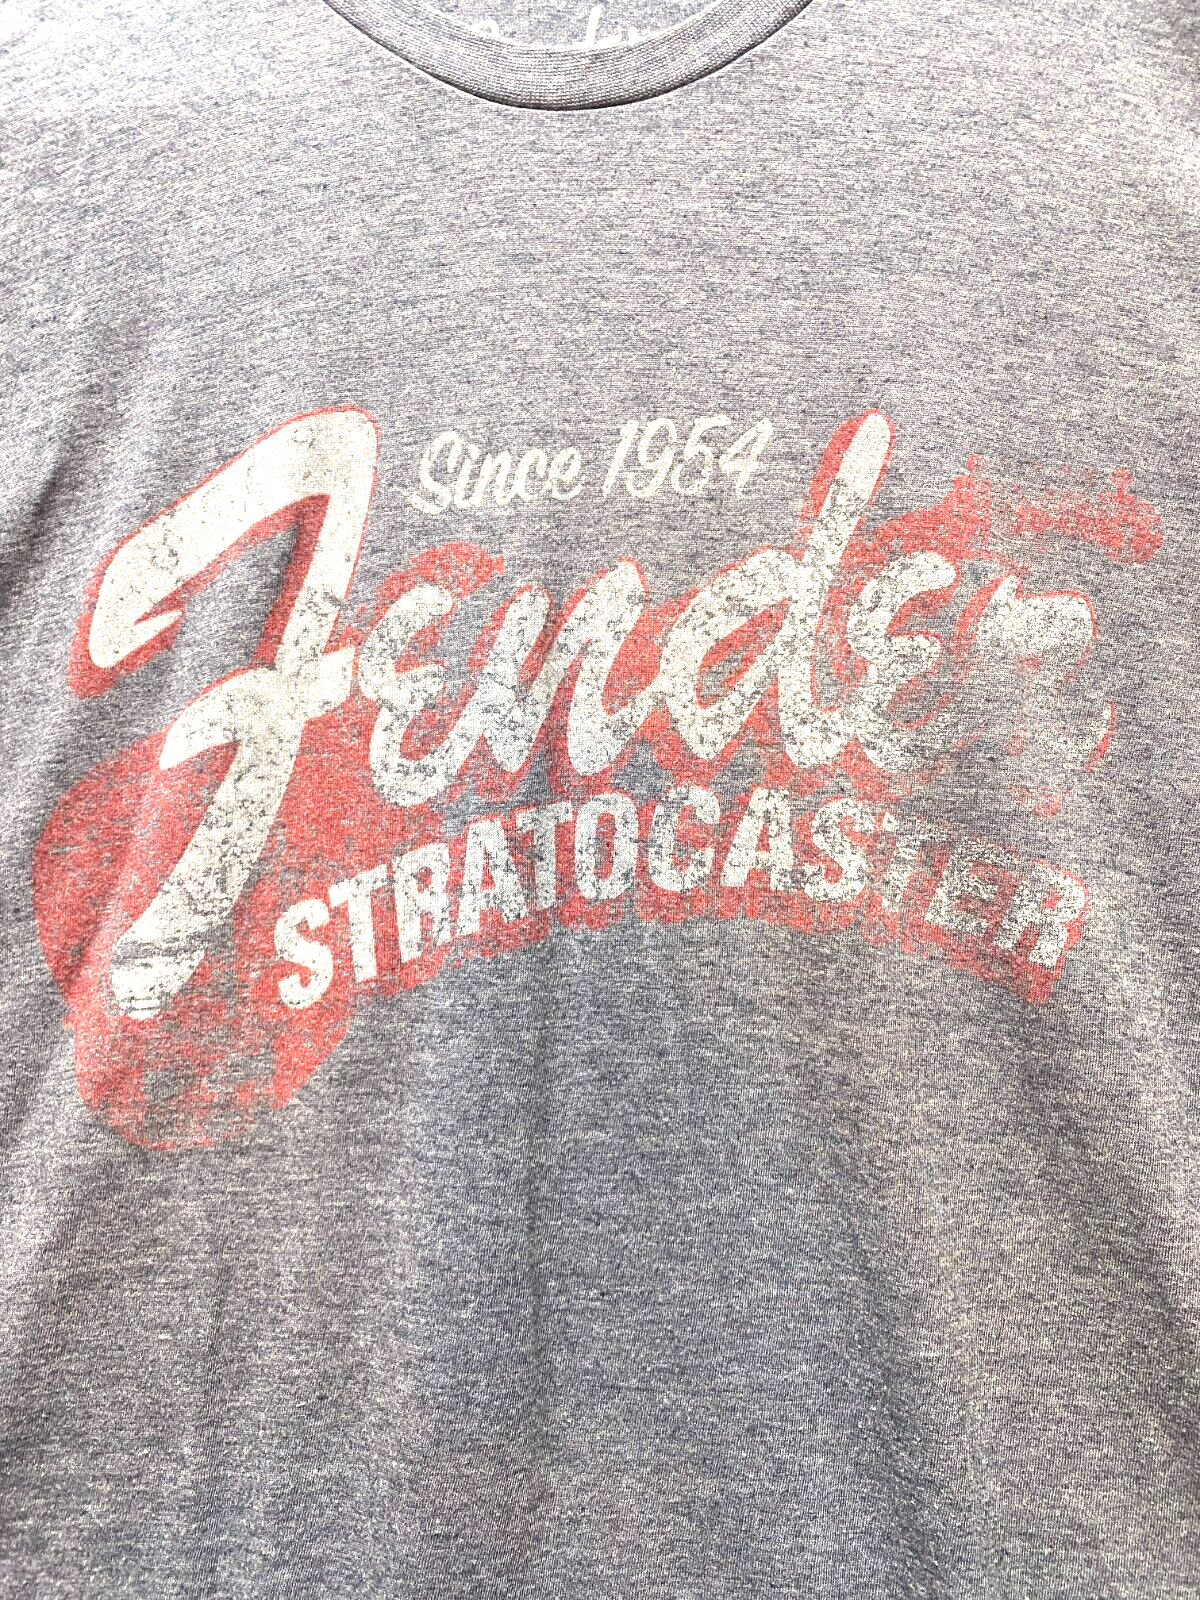 Since 1954
Fender
STRATOCASTER